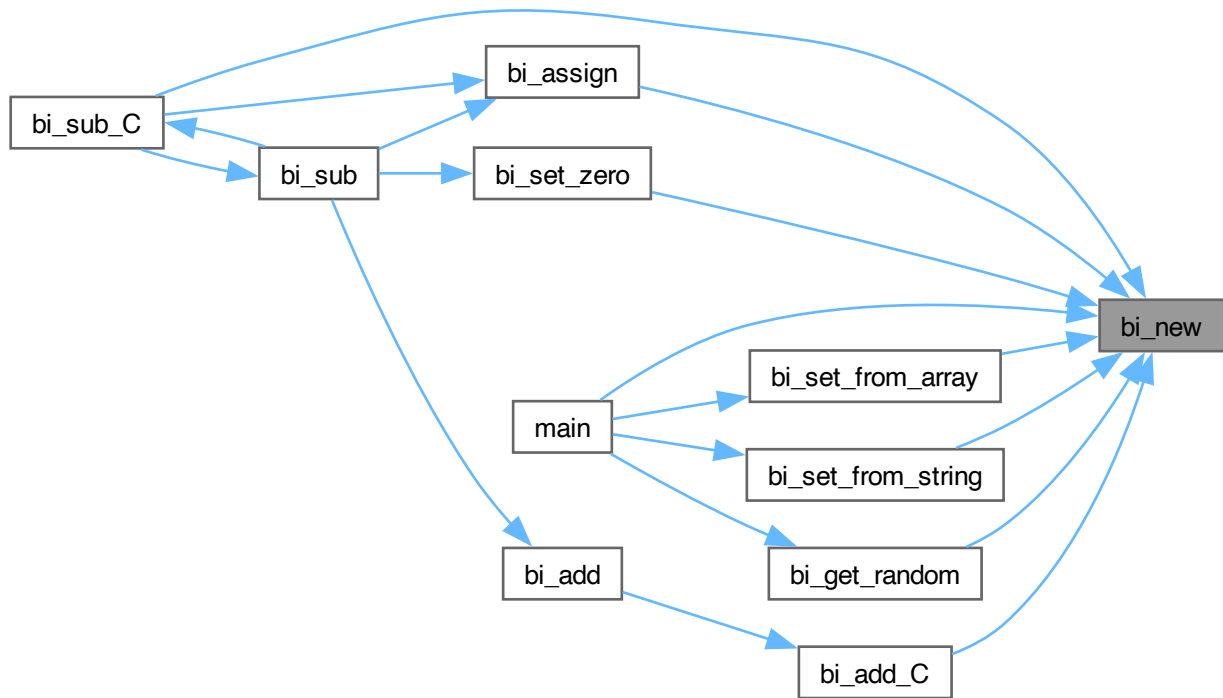 bi_assign
bi_sub_C
bi_sub
bi_set_zero
bi_new
bi_set_from_array
main
bi_set_from_string
bi_add
bi_get_random
bi_add_C